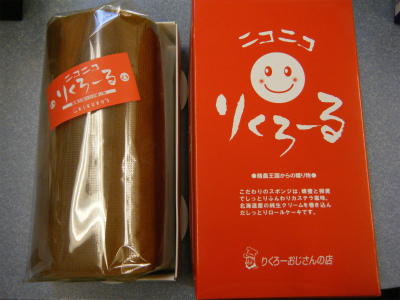 ニコニコ
りくろーる
ニコニコ
りくろーる
●酪農王国からの贈り物●
こだわりのスポンジは、蜂蜜と卵黄
でしっとりふんわりカステラ風味。
北海道産の純生クリームを巻き込ん
だしっとりロールケーキです。
りくろーおじさんの店